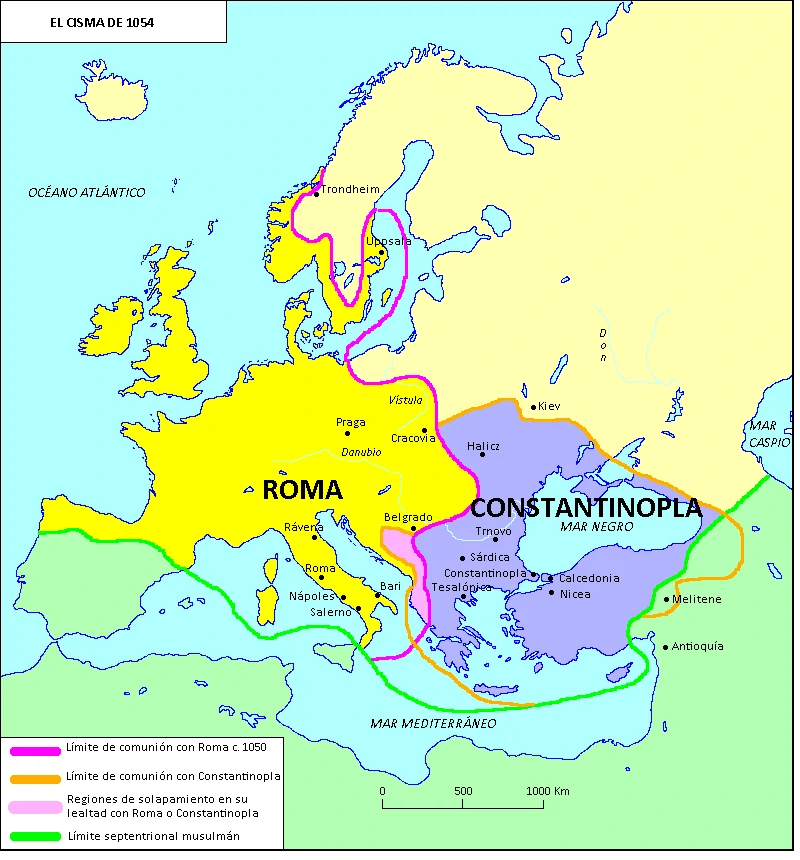 EL CISMA DE 1054
OCÉANO ATLÁNTICO
Trondheim
Uppsala
Don
Vístula
Kiev
Praga
Cracovia
Halicz
Danubio
MAR
CASPIO
ROMA
CONSTANTINOPLA
MAR NEGRO
Belgrado
Rávena
Trnovo
Sárdica
Roma
Constantinopla
Calcedonia
Bari
Tesalónica
Nicea
Nápoles
Melitene
Salerno
Antioquía
MAR MEDITERRÁNEO
Límite de comunión con Roma c. 1050
Límite de comunión con Constantinopla
Regiones de solapamiento en su
lealtad con Roma o Constantinopla
Límite septentrional musulmán
0 500 1000 Km